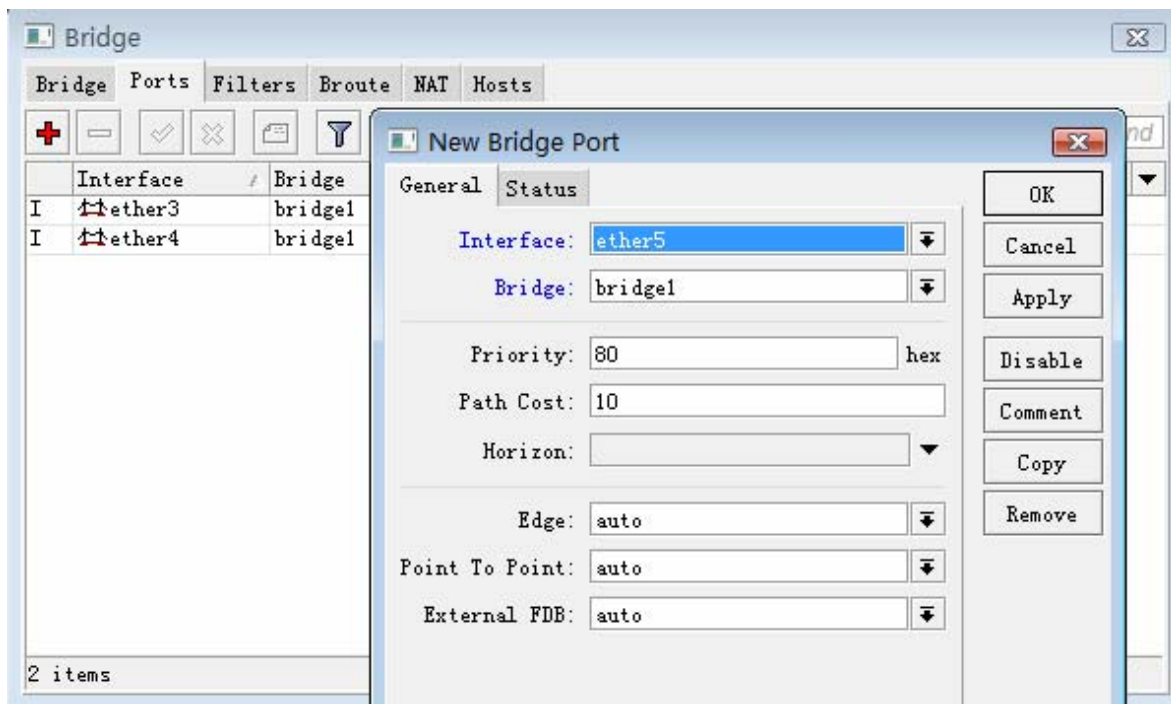 Bridge
Bridge Ports Filters Broute NAT Hosts
nd
Interface Bridge
I ether3 bridge1
I ether4 bridge1
2 items
New Bridge Port
General Status
Interface: ether5
Bridge: bridge1
Priority: 80 hex
Path Cost: 10
Horizon:
Edge: auto
Point To Point: auto
External FDB: auto
OK
Cancel
Apply
Disable
Comment
Copy
Remove